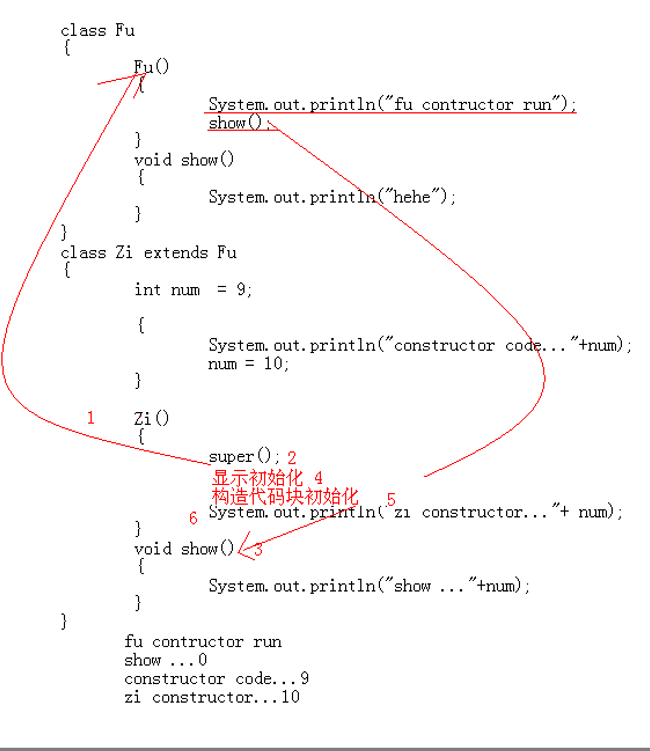 class Fu
{
Fu()
{
System.out.println("fu contructor run");
show();
}
void show()
{
System.out.println("hehe");
}
}
class Zi extends Fu
{
int num = 9;
{
System.out.println("constructor code..."+num);
num = 10;
}
1 Zi()
{
super(); 2
显示初始化 4
构造代码块初始化 5
6 System.out.println("zi constructor..."+ num);
}
void show() 3
{
System.out.println("show ..."+num);
}
}
fu contructor run
show ...0
constructor code...9
zi constructor...10